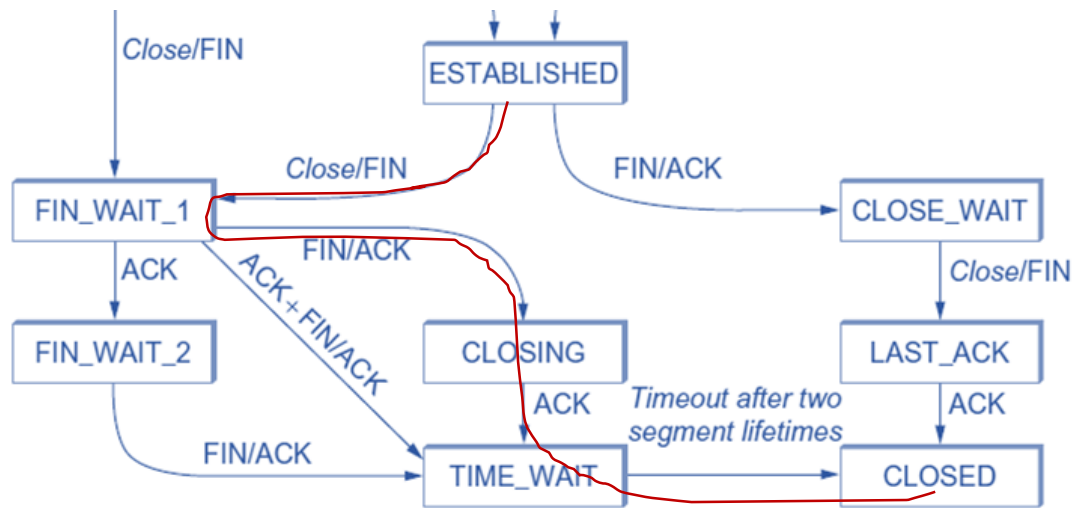 Close/FIN
ESTABLISHED
Close/FIN
FIN/ACK
FIN_WAIT_1
CLOSE_WAIT
FIN/ACK
ACK
ACK+FIN/ACK
Close/FIN
FIN_WAIT_2
CLOSING
LAST_ACK
ACK
Timeout after two
segment lifetimes
ACK
FIN/ACK
TIME_WAIT
CLOSED